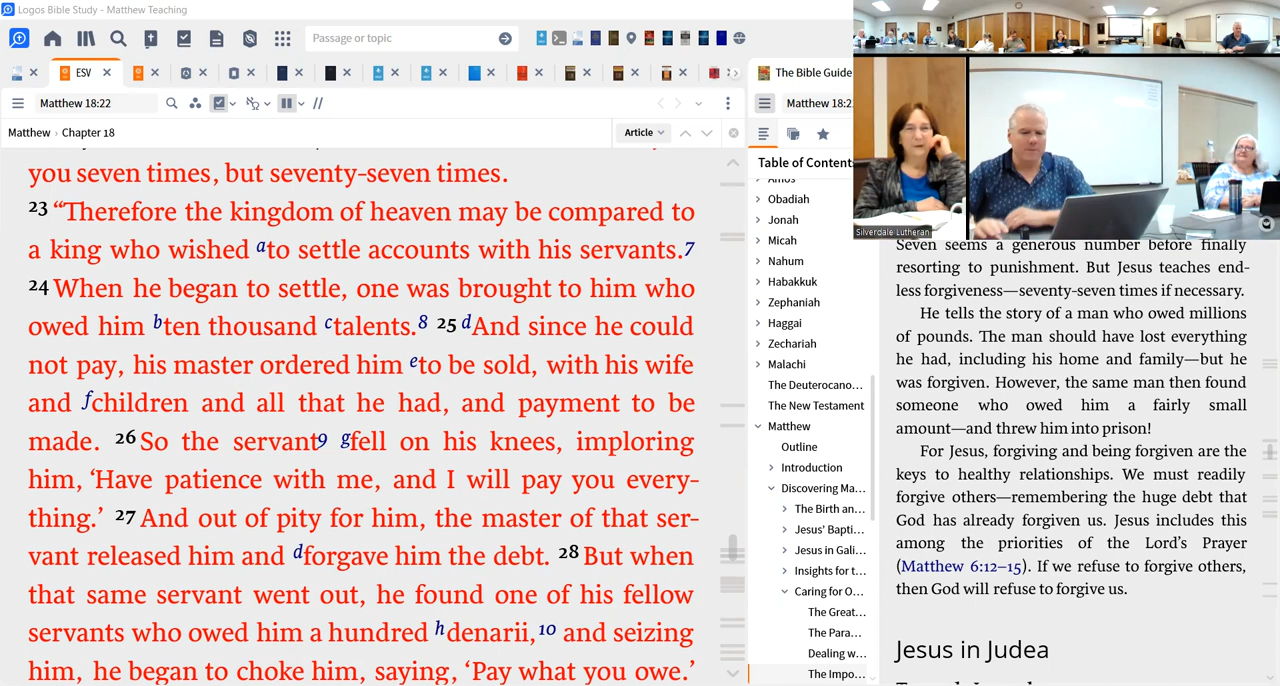 Logos Bible Study - Matthew Teaching
Passage or topic
ESV
The Bible Guide
Matthew 18:22
//
Matthew 18:2
Matthew › Chapter 18
Article
you seven times, but seventy-seven times.
23 “Therefore the kingdom of heaven may be compared to
a king who wished a to settle accounts with his servants.7
24 When he began to settle, one was brought to him who
owed him b ten thousand c talents.8 25 d And since he could
not pay, his master ordered him e to be sold, with his wife
and f children and all that he had, and payment to be
made. 26 So the servant9 g fell on his knees, imploring
him, ‘Have patience with me, and I will pay you every-
thing.’ 27 And out of pity for him, the master of that ser-
vant released him and d forgave him the debt. 28 But when
that same servant went out, he found one of his fellow
servants who owed him a hundred h denarii,10 and seizing
him, he began to choke him, saying, ‘Pay what you owe.’
Table of Contents
Amos
Obadiah
Jonah
Micah
Nahum
Habakkuk
Zephaniah
Haggai
Zechariah
Malachi
The Deuterocano...
The New Testament
Matthew
Outline
Introduction
Discovering Ma...
The Birth an...
Jesus’ Bapti...
Jesus in Gali...
Insights for t...
Caring for O...
The Great...
The Para...
Dealing w...
The Impo...
Silverdale Lutheran
Seven seems a generous number before finally
resorting to punishment. But Jesus teaches end-
less forgiveness—seventy-seven times if necessary.
He tells the story of a man who owed millions
of pounds. The man should have lost everything
he had, including his home and family—but he
was forgiven. However, the same man then found
someone who owed him a fairly small
amount—and threw him into prison!
For Jesus, forgiving and being forgiven are the
keys to healthy relationships. We must readily
forgive others—remembering the huge debt that
God has already forgiven us. Jesus includes this
among the priorities of the Lord’s Prayer
(Matthew 6:12–15). If we refuse to forgive others,
then God will refuse to forgive us.
Jesus in Judea